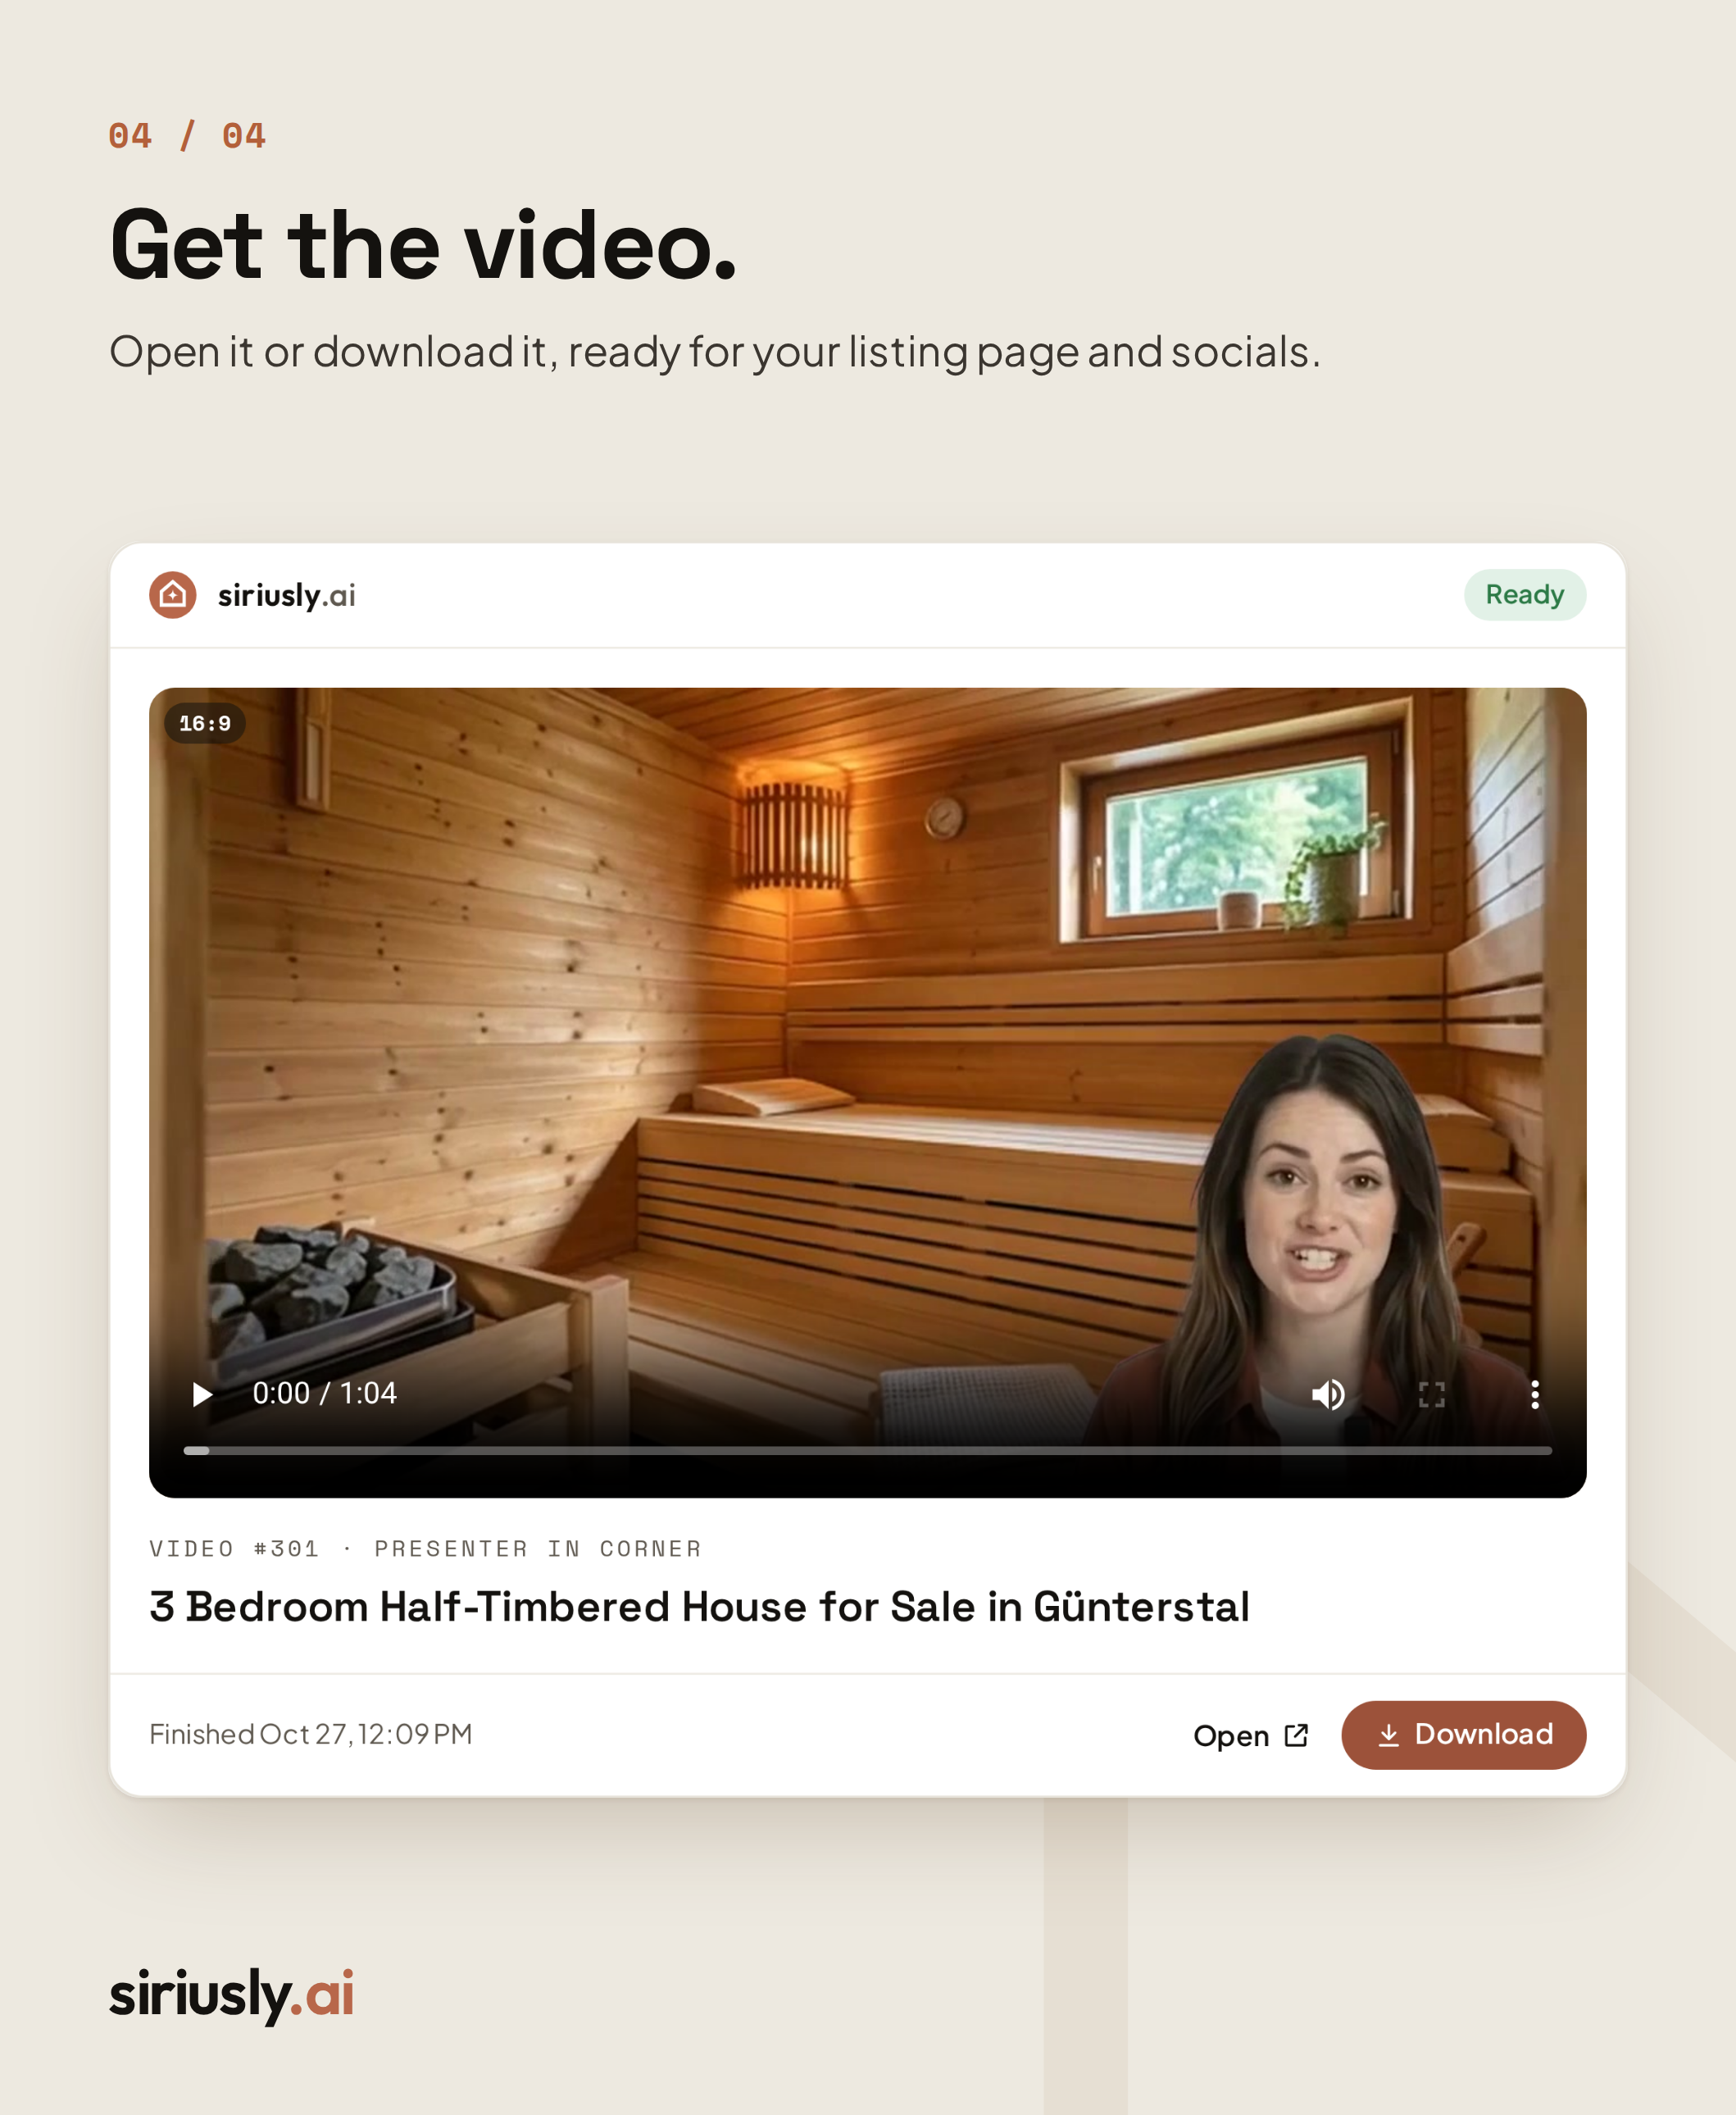 04 / 04
Get the video.
Open it or download it, ready for your listing page and socials.
siriusly.ai
Ready
16:9
0:00 / 1:04
VIDEO #301 · PRESENTER IN CORNER
3 Bedroom Half-Timbered House for Sale in Günterstal
Finished Oct 27, 12:09 PM
Open
Download
siriusly.ai